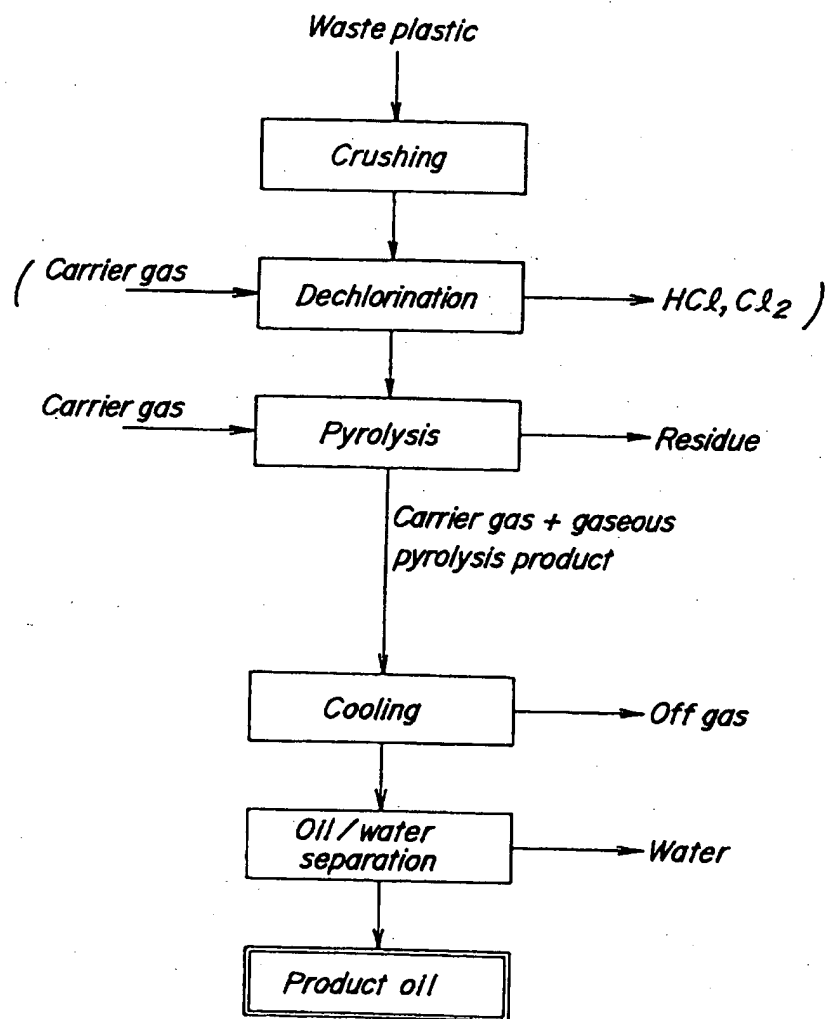 Waste plastic
Crushing
( Carrier gas
Dechlorination
HCl, Cl₂ )
Carrier gas
Pyrolysis
Residue
Carrier gas + gaseous
pyrolysis product
Cooling
Off gas
Oil/water
separation
Water
Product oil